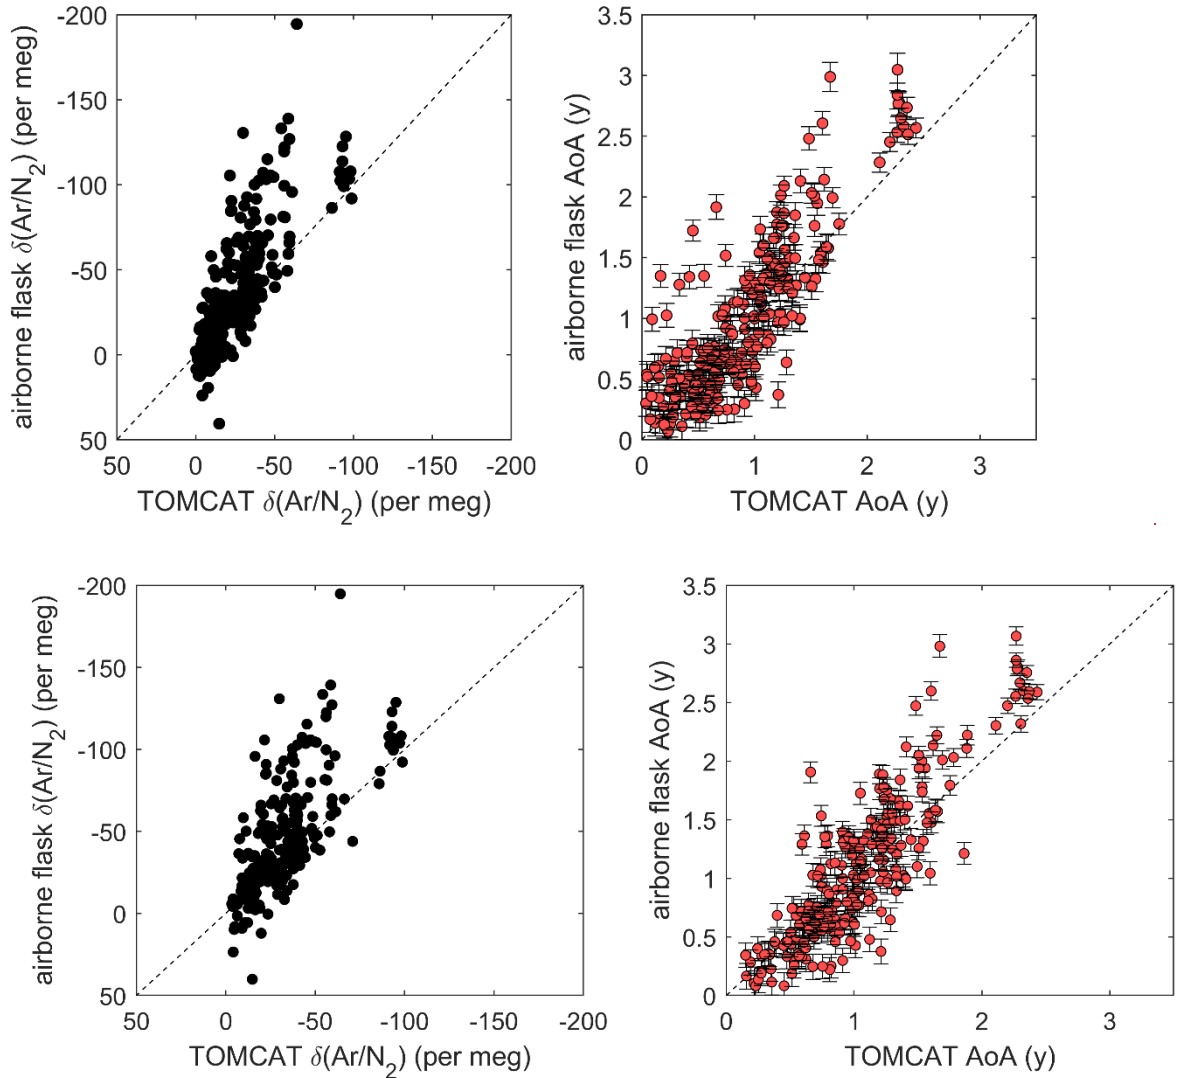 -200
-150
-100
-50
0
50
airborne flask δ(Ar/N2) (per meg)
50 0 -50 -100 -150 -200
TOMCAT δ(Ar/N2) (per meg)
3.5
3
2.5
2
1.5
1
0.5
0
airborne flask AoA (y)
0 1 2 3
TOMCAT AoA (y)
-200
-150
-100
-50
0
50
airborne flask δ(Ar/N2) (per meg)
50 0 -50 -100 -150 -200
TOMCAT δ(Ar/N2) (per meg)
3.5
3
2.5
2
1.5
1
0.5
0
airborne flask AoA (y)
0 1 2 3
TOMCAT AoA (y)